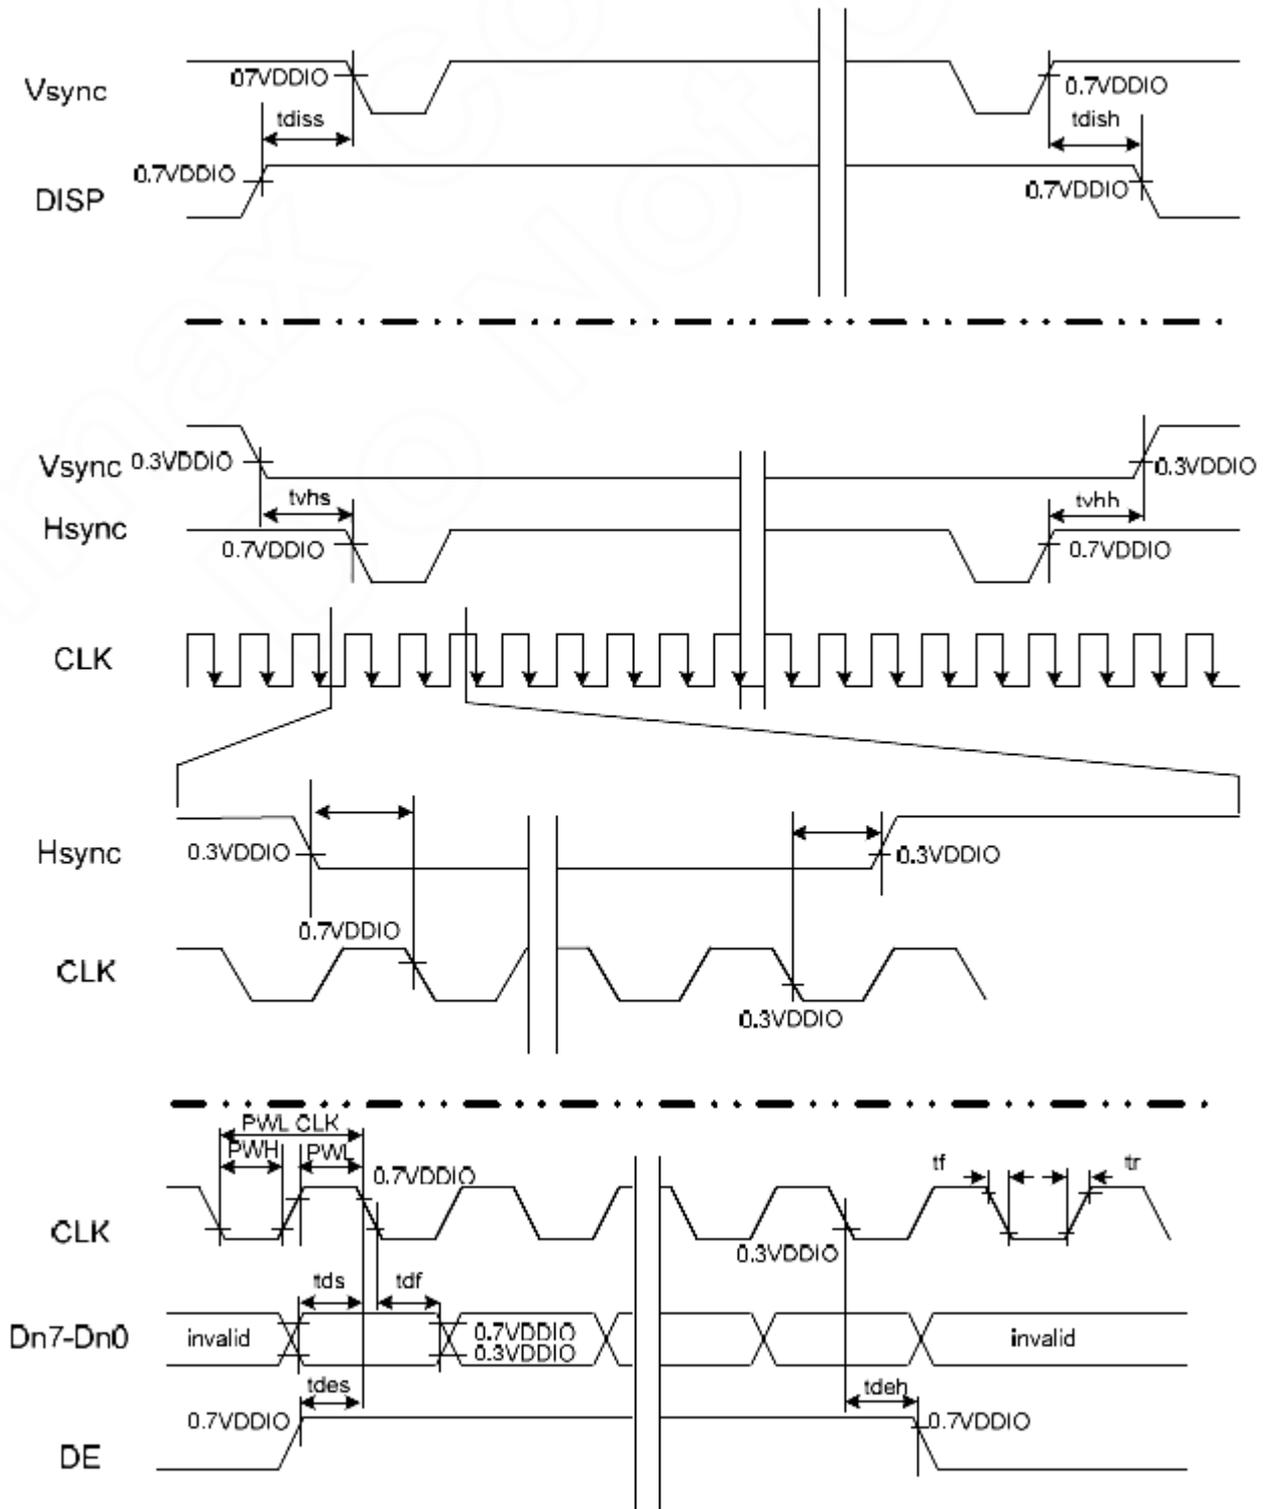 07VDDIO
0.7VDDIO
Vsync
tdiss
tdish
0.7VDDIO
0.7VDDIO
DISP
Vsync
0.3VDDIO
0.3VDDIO
tvhs
tvhh
Hsync
0.7VDDIO
0.7VDDIO
CLK
Hsync
0.3VDDIO
0.3VDDIO
0.7VDDIO
CLK
0.3VDDIO
PWL CLK
PWH
PWL
0.7VDDIO
tf
tr
CLK
0.3VDDIO
tds
tdf
Dn7-Dn0
invalid
0.7VDDIO
0.3VDDIO
invalid
tdes
tdeh
0.7VDDIO
0.7VDDIO
DE